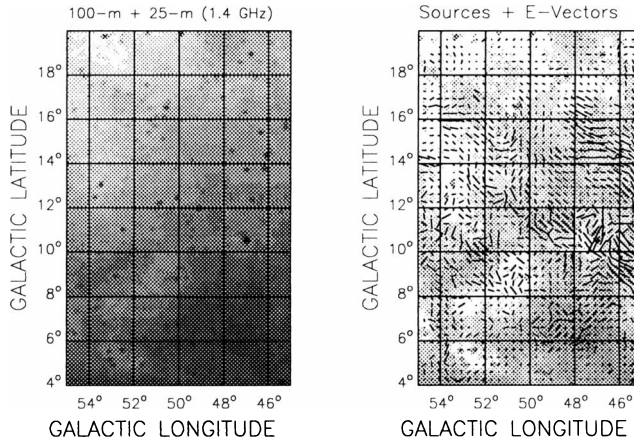 100-m + 25-m (1.4 GHz)
GALACTIC LATITUDE
18°
16°
14°
12°
10°
8°
6°
4°
54° 52° 50° 48° 46°
GALACTIC LONGITUDE
Sources + E-Vectors
GALACTIC LATITUDE
18°
16°
14°
12°
10°
8°
6°
4°
54° 52° 50° 48° 46°
GALACTIC LONGITUDE